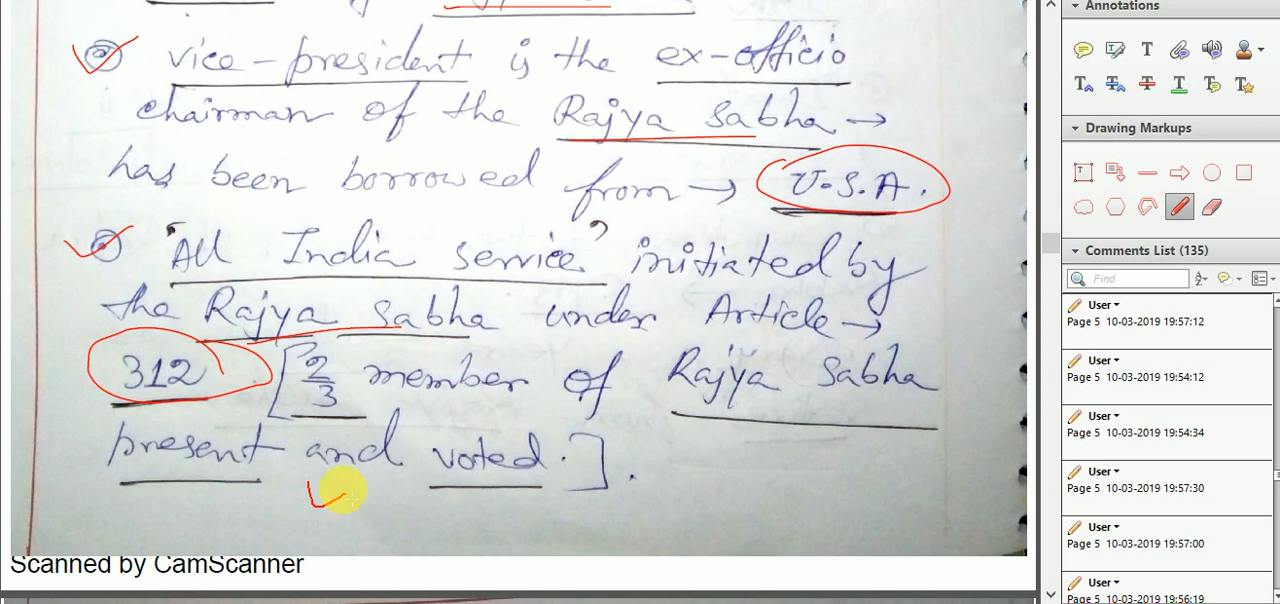 vice-president is the ex-officio
chairman of the Rajya Sabha →
has been borrowed from → U.S.A.
"All India service" initiated by
the Rajya Sabha under Article →
312 [2/3 member of Rajya Sabha
present and voted.].
Scanned by CamScanner
Annotations
Drawing Markups
Comments List (135)
Find
User
Page 5 10-03-2019 19:57:12
User
Page 5 10-03-2019 19:54:12
User
Page 5 10-03-2019 19:54:34
User
Page 5 10-03-2019 19:57:30
User
Page 5 10-03-2019 19:57:00
User
Page 5 10-03-2019 19:56:19